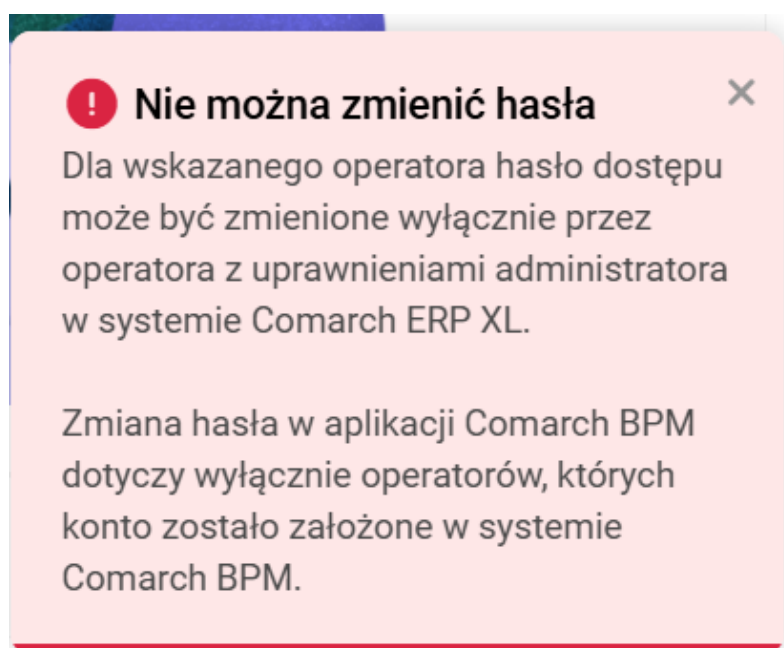 Nie można zmienić hasła
Dla wskazanego operatora hasło dostępu
może być zmienione wyłącznie przez
operatora z uprawnieniami administratora
w systemie Comarch ERP XL.
Zmiana hasła w aplikacji Comarch BPM
dotyczy wyłącznie operatorów, których
konto zostało założone w systemie
Comarch BPM.